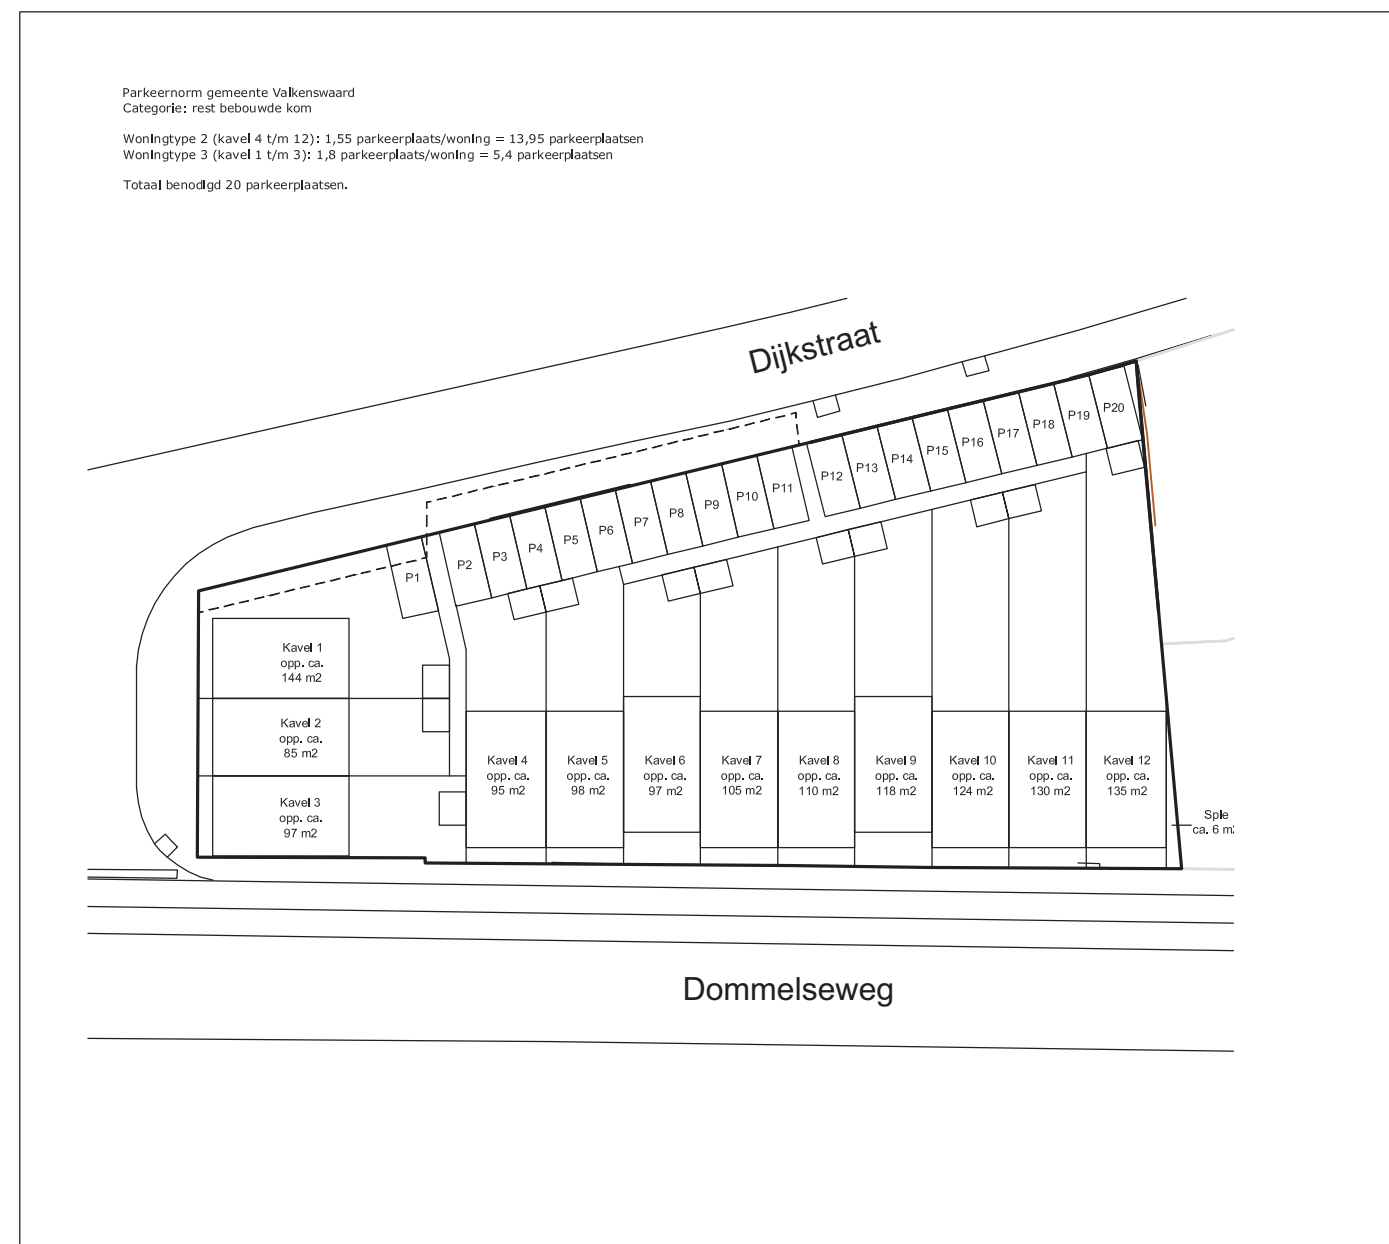 Parkeernorm gemeente Valkenswaard
Categorie: rest bebouwde kom
Woningtype 2 (kavel 4 t/m 12): 1,55 parkeerplaats/woning = 13,95 parkeerplaatsen
Woningtype 3 (kavel 1 t/m 3): 1,8 parkeerplaats/woning = 5,4 parkeerplaatsen
Totaal benodigd 20 parkeerplaatsen.
Dijkstraat
P1
P2
P3
P4
P5
P6
P7
P8
P9
P10
P11
P12
P13
P14
P15
P16
P17
P18
P19
P20
Kavel 1
opp. ca.
144 m2
Kavel 2
opp. ca.
85 m2
Kavel 3
opp. ca.
97 m2
Kavel 4
opp. ca.
95 m2
Kavel 5
opp. ca.
98 m2
Kavel 6
opp. ca.
97 m2
Kavel 7
opp. ca.
105 m2
Kavel 8
opp. ca.
110 m2
Kavel 9
opp. ca.
118 m2
Kavel 10
opp. ca.
124 m2
Kavel 11
opp. ca.
130 m2
Kavel 12
opp. ca.
135 m2
Sple
ca. 6 m2
Dommelseweg